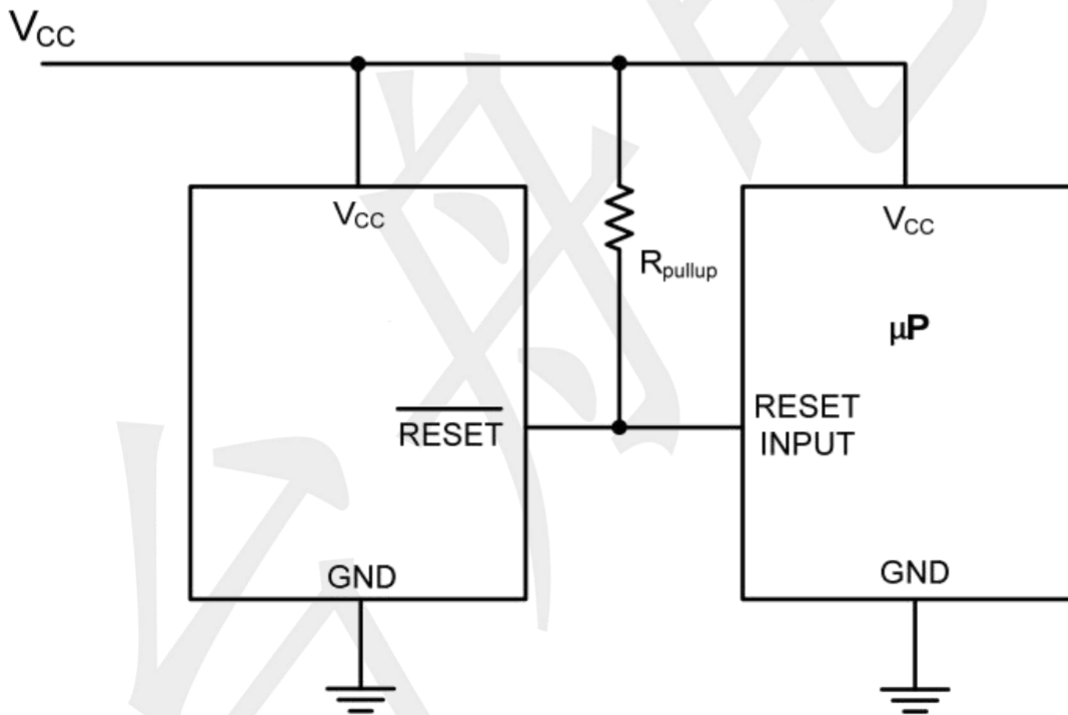 VCC
VCC
RESET
GND
Rpullup
VCC
μP
RESET
INPUT
GND